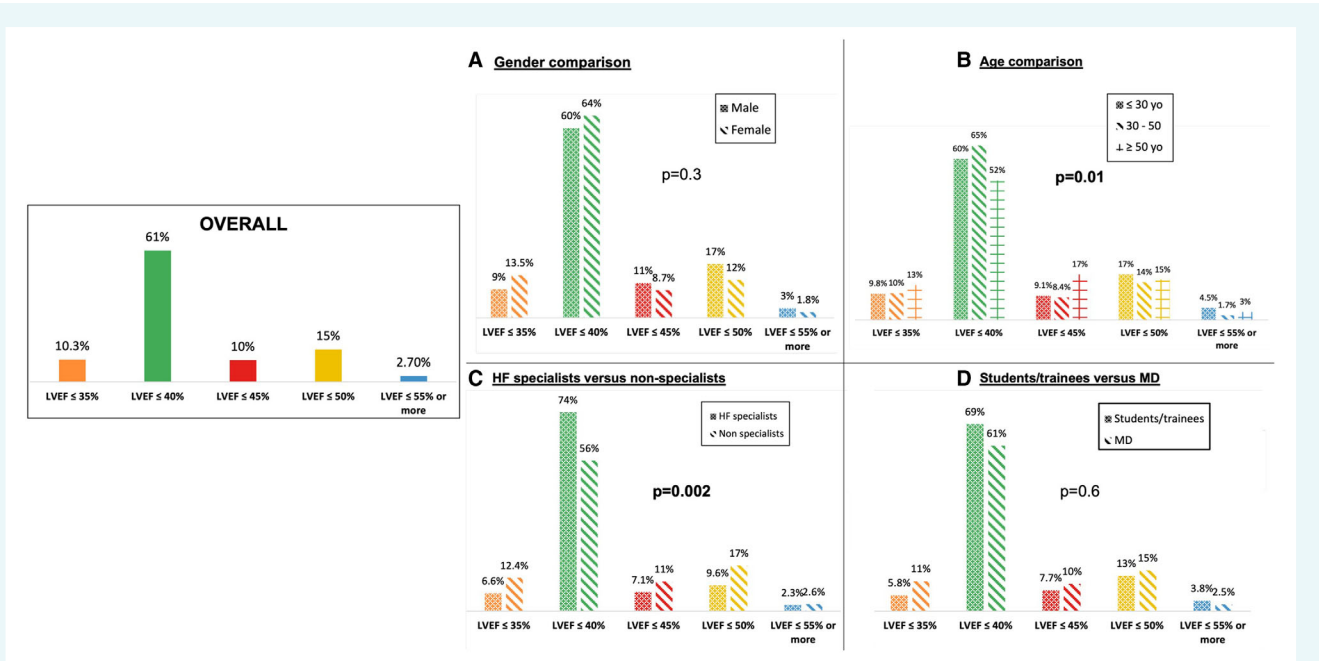 OVERALL
61%
10.3%
10%
15%
2.70%
LVEF ≤ 35%
LVEF ≤ 40%
LVEF ≤ 45%
LVEF ≤ 50%
LVEF ≤ 55% or
more
A Gender comparison
Male
Female
p=0.3
9%
13.5%
60%
64%
11%
8.7%
17%
12%
3%
1.8%
LVEF ≤ 35%
LVEF ≤ 40%
LVEF ≤ 45%
LVEF ≤ 50%
LVEF ≤ 55% or
more
B Age comparison
≤ 30 yo
30 - 50
≥ 50 yo
p=0.01
9.8%
10%
13%
60%
65%
52%
9.1%
8.4%
17%
17%
14%
15%
4.5%
1.7%
3%
LVEF ≤ 35%
LVEF ≤ 40%
LVEF ≤ 45%
LVEF ≤ 50%
LVEF ≤ 55% or
more
C HF specialists versus non-specialists
HF specialists
Non specialists
p=0.002
6.6%
12.4%
74%
56%
7.1%
11%
9.6%
17%
2.3%
2.6%
LVEF ≤ 35%
LVEF ≤ 40%
LVEF ≤ 45%
LVEF ≤ 50%
LVEF ≤ 55% or
more
D Students/trainees versus MD
Students/trainees
MD
p=0.6
5.8%
11%
69%
61%
7.7%
10%
13%
15%
3.8%
2.5%
LVEF ≤ 35%
LVEF ≤ 40%
LVEF ≤ 45%
LVEF ≤ 50%
LVEF ≤ 55% or
more